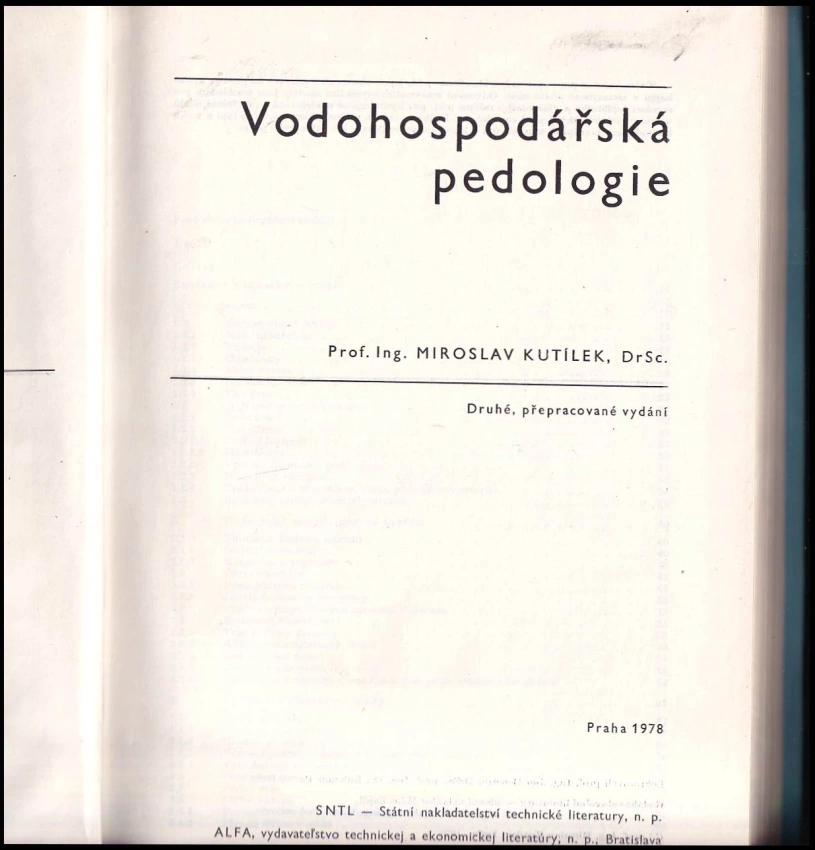 Vodohospodářská
pedologie
Prof. Ing. MIROSLAV KUTÍLEK, DrSc.
Druhé, přepracované vydání
Praha 1978
SNTL — Státní nakladatelství technické literatury, n. p.
ALFA, vydavateľstvo technickej a ekonomickej literatúry, n. p., Bratislava